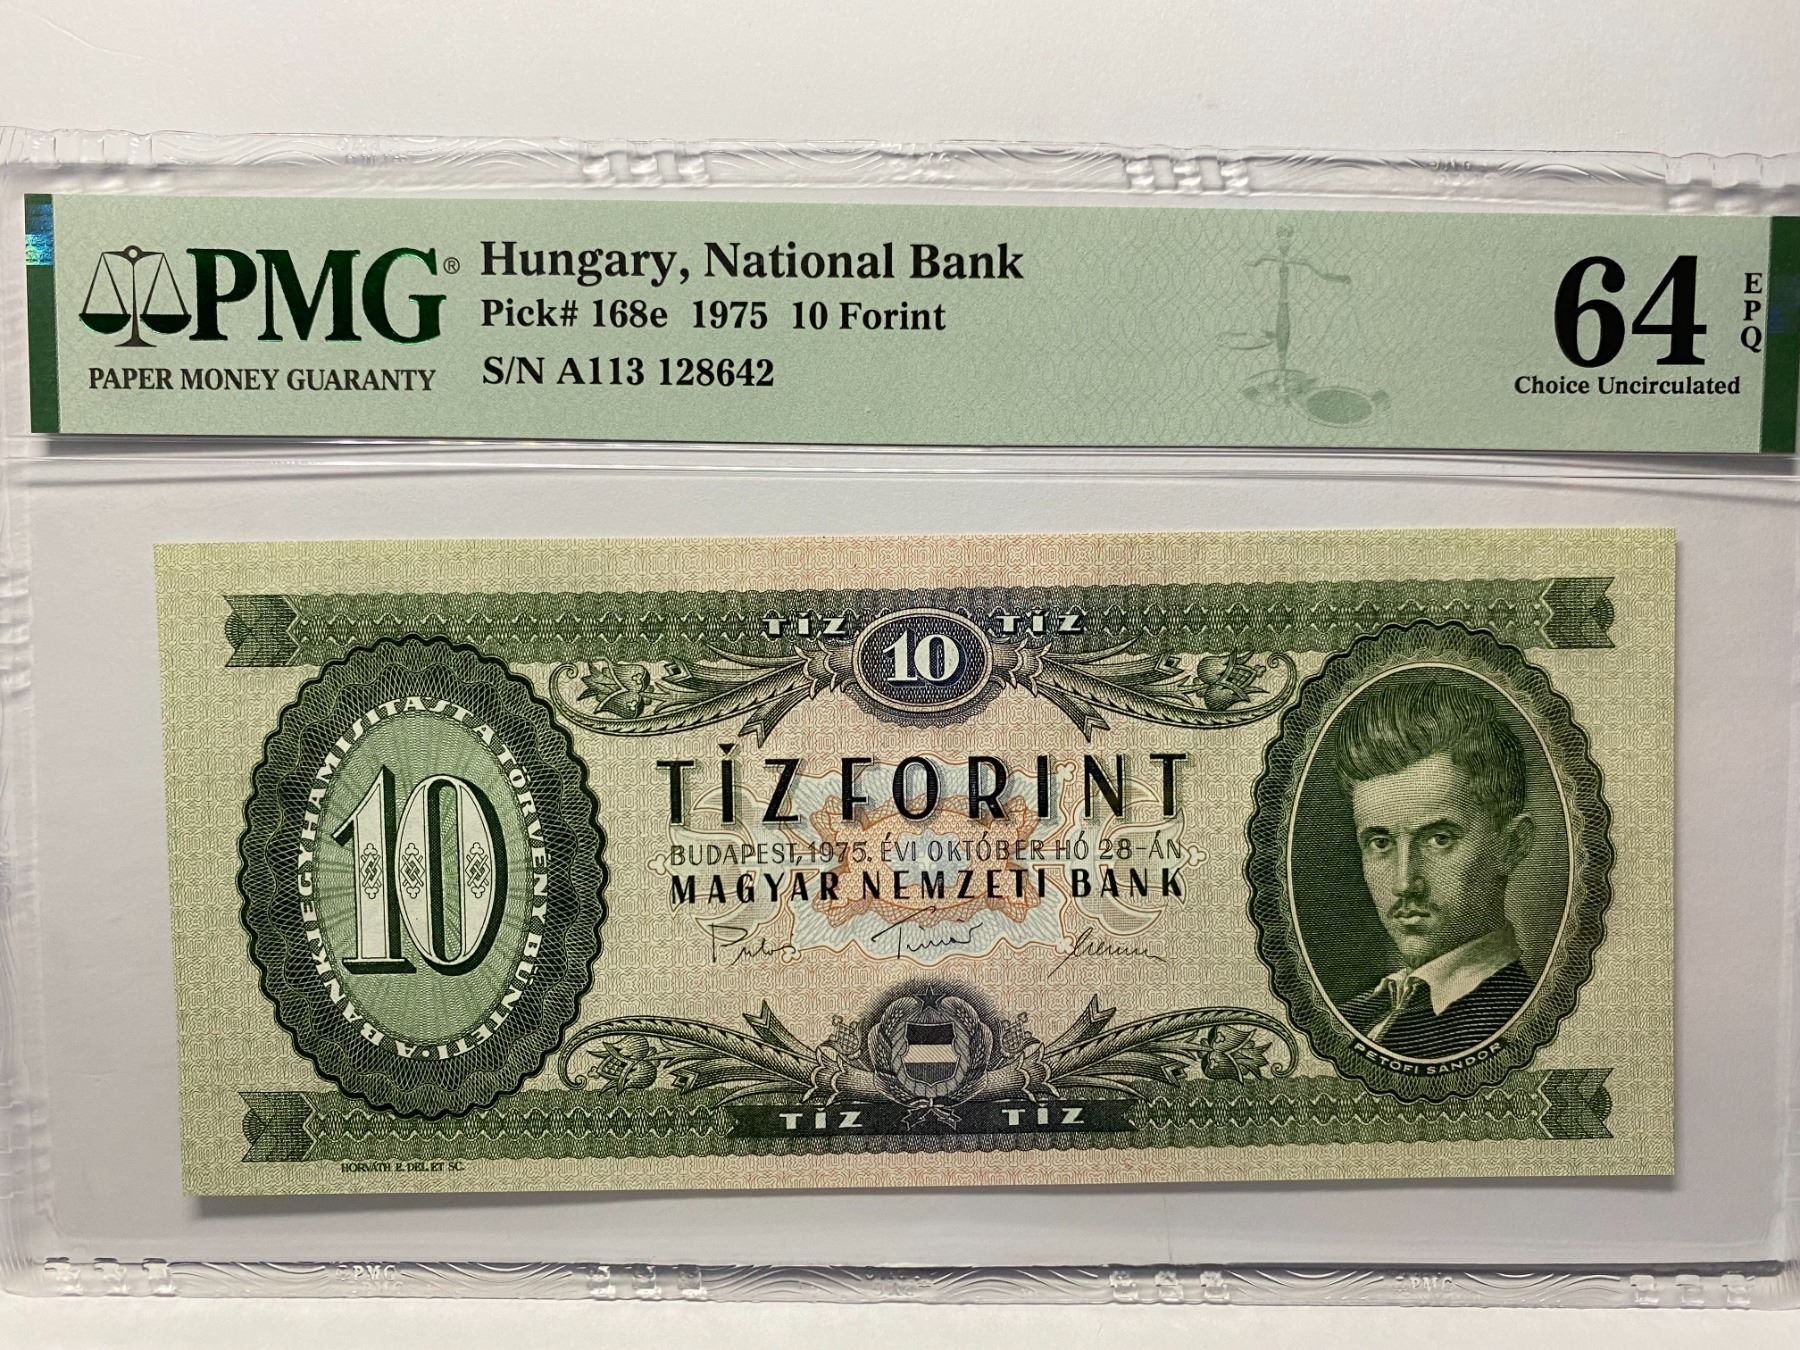 PMG®
PAPER MONEY GUARANTY
Hungary, National Bank
Pick# 168e 1975 10 Forint
S/N A113 128642
64
EPQ
Choice Uncirculated
TÍZ 10 TÍZ
A BANKJEGYHAMISÍTÁST A TÖRVÉNY BÜNTETI·
10
TÍZ FORINT
BUDAPEST, 1975. ÉVI OKTÓBER HÓ 28-ÁN
MAGYAR NEMZETI BANK
PETŐFI SÁNDOR
TÍZ TÍZ
HORVÁTH E. DEL. ET SC.
PMG
PMG